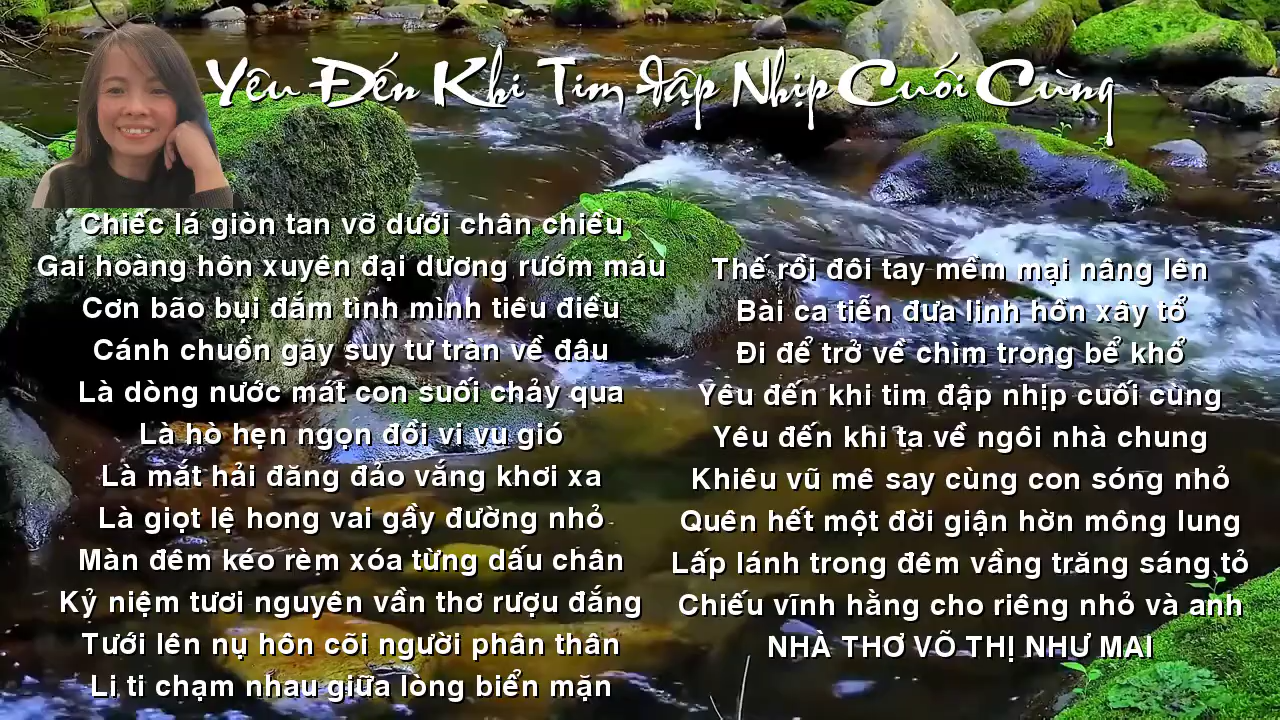 Yêu Đến Khi Tim đập Nhịp Cuối Cùng
Chiếc lá giòn tan vỡ dưới chân chiều
Gai hoàng hôn xuyên đại dương rướm máu
Cơn bão bụi đắm tình mình tiêu điều
Cánh chuồn gãy suy tư tràn về đâu
Là dòng nước mát con suối chảy qua
Là hò hẹn ngọn đồi vi vu gió
Là mắt hải đăng đảo vắng khơi xa
Là giọt lệ hong vai gầy đường nhỏ
Màn đêm kéo rèm xóa từng dấu chân
Kỷ niệm tươi nguyên vần thơ rượu đắng
Tưới lên nụ hôn cõi người phân thân
Li ti chạm nhau giữa lòng biển mặn
Thế rồi đôi tay mềm mại nâng lên
Bài ca tiễn đưa linh hồn xây tổ
Đi để trở về chìm trong bể khổ
Yêu đến khi tim đập nhịp cuối cùng
Yêu đến khi ta về ngôi nhà chung
Khiêu vũ mê say cùng con sóng nhỏ
Quên hết một đời giận hờn mông lung
Lấp lánh trong đêm vầng trăng sáng tỏ
Chiếu vĩnh hằng cho riêng nhỏ và anh
NHÀ THƠ VÕ THỊ NHƯ MAI